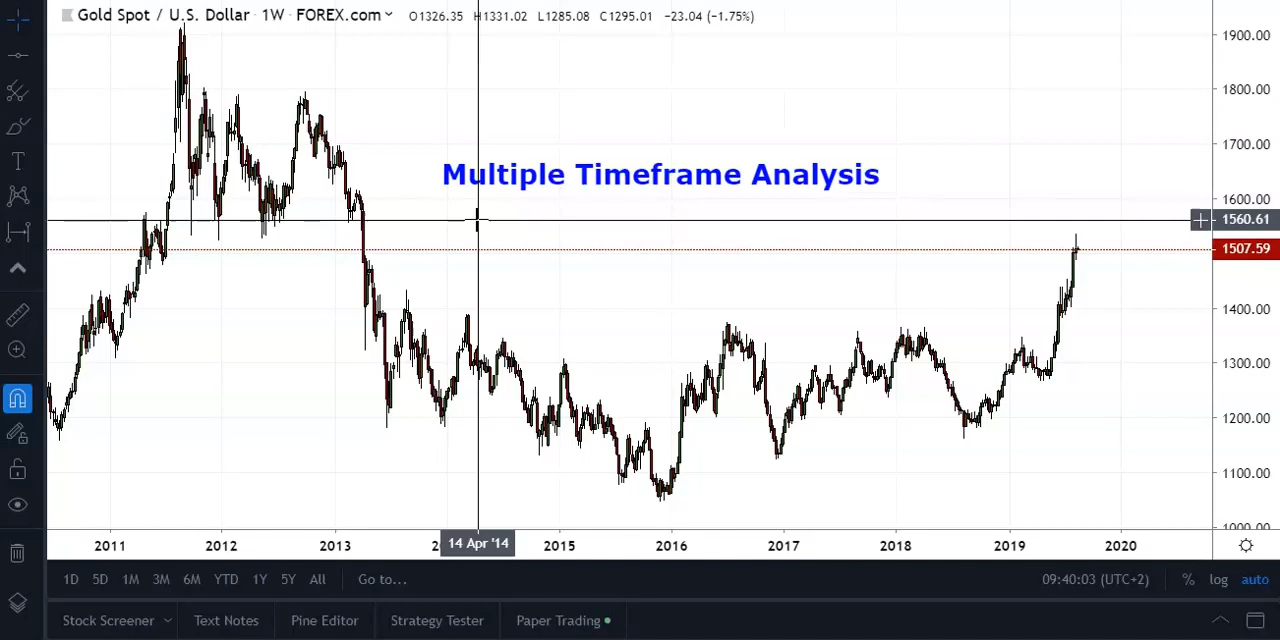 Gold Spot / U.S. Dollar · 1W · FOREX.com O1326.35 H1331.02 L1285.08 C1295.01 −23.04 (−1.75%)
1900.00
1800.00
1700.00
Multiple Timeframe Analysis
1600.00
1560.61
1507.59
1400.00
1300.00
1200.00
1100.00
1000.00
2011 2012 2013 14 Apr '14 2015 2016 2017 2018 2019 2020
1D 5D 1M 3M 6M YTD 1Y 5Y All Go to... 09:40:03 (UTC+2) % log auto
Stock Screener Text Notes Pine Editor Strategy Tester Paper Trading